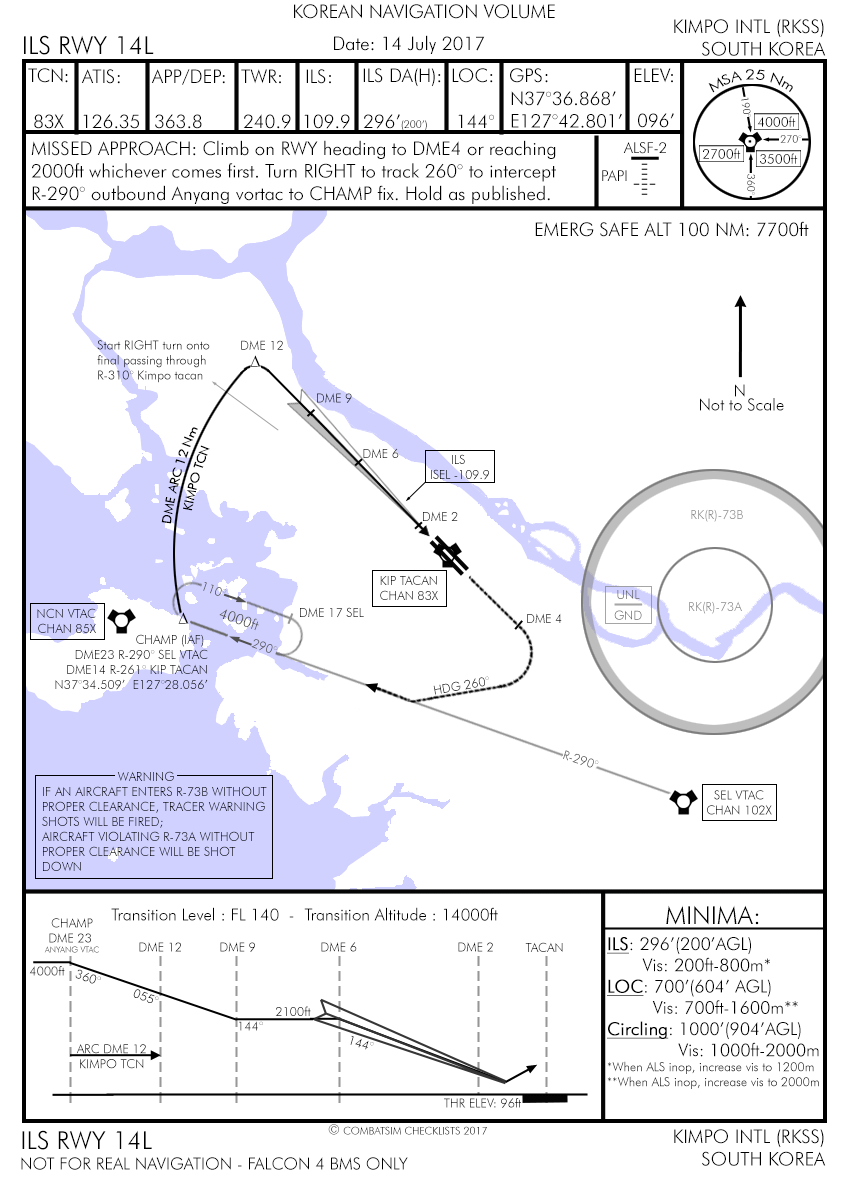 KOREAN NAVIGATION VOLUME
ILS RWY 14L
Date: 14 July 2017
KIMPO INTL (RKSS)
SOUTH KOREA
TCN: ATIS: APP/DEP: TWR: ILS: ILS DA(H): LOC: GPS: ELEV:
N37°36.868'
83X 126.35 363.8 240.9 109.9 296'(200') 144° E127°42.801' 096'
MSA 25 Nm
190°
4000ft
270°
2700ft
3500ft
360°
MISSED APPROACH: Climb on RWY heading to DME4 or reaching
2000ft whichever comes first. Turn RIGHT to track 260° to intercept
R-290° outbound Anyang vortac to CHAMP fix. Hold as published.
ALSF-2
PAPI
EMERG SAFE ALT 100 NM: 7700ft
Start RIGHT turn onto
final passing through
R-310° Kimpo tacan
DME 12
N
Not to Scale
DME 9
DME ARC 12 Nm
KIMPO TCN
DME 6
ILS
ISEL -109.9
DME 2
RK(R)-73B
KIP TACAN
CHAN 83X
UNL
GND
RK(R)-73A
NCN VTAC
CHAN 85X
110°
4000ft
290°
DME 17 SEL
DME 4
CHAMP (IAF)
DME23 R-290° SEL VTAC
DME14 R-261° KIP TACAN
N37°34.509' E127°28.056'
HDG 260°
R-290°
SEL VTAC
CHAN 102X
WARNING
IF AN AIRCRAFT ENTERS R-73B WITHOUT
PROPER CLEARANCE, TRACER WARNING
SHOTS WILL BE FIRED;
AIRCRAFT VIOLATING R-73A WITHOUT
PROPER CLEARANCE WILL BE SHOT
DOWN
Transition Level : FL 140 - Transition Altitude : 14000ft
CHAMP
DME 23
ANYANG VTAC
DME 12
DME 9
DME 6
DME 2
TACAN
4000ft
360°
055°
2100ft
144°
144°
ARC DME 12
KIMPO TCN
THR ELEV: 96ft
MINIMA:
ILS: 296'(200'AGL)
Vis: 200ft-800m*
LOC: 700'(604' AGL)
Vis: 700ft-1600m**
Circling: 1000'(904'AGL)
Vis: 1000ft-2000m
*When ALS inop, increase vis to 1200m
**When ALS inop, increase vis to 2000m
© COMBATSIM CHECKLISTS 2017
ILS RWY 14L
NOT FOR REAL NAVIGATION - FALCON 4 BMS ONLY
KIMPO INTL (RKSS)
SOUTH KOREA